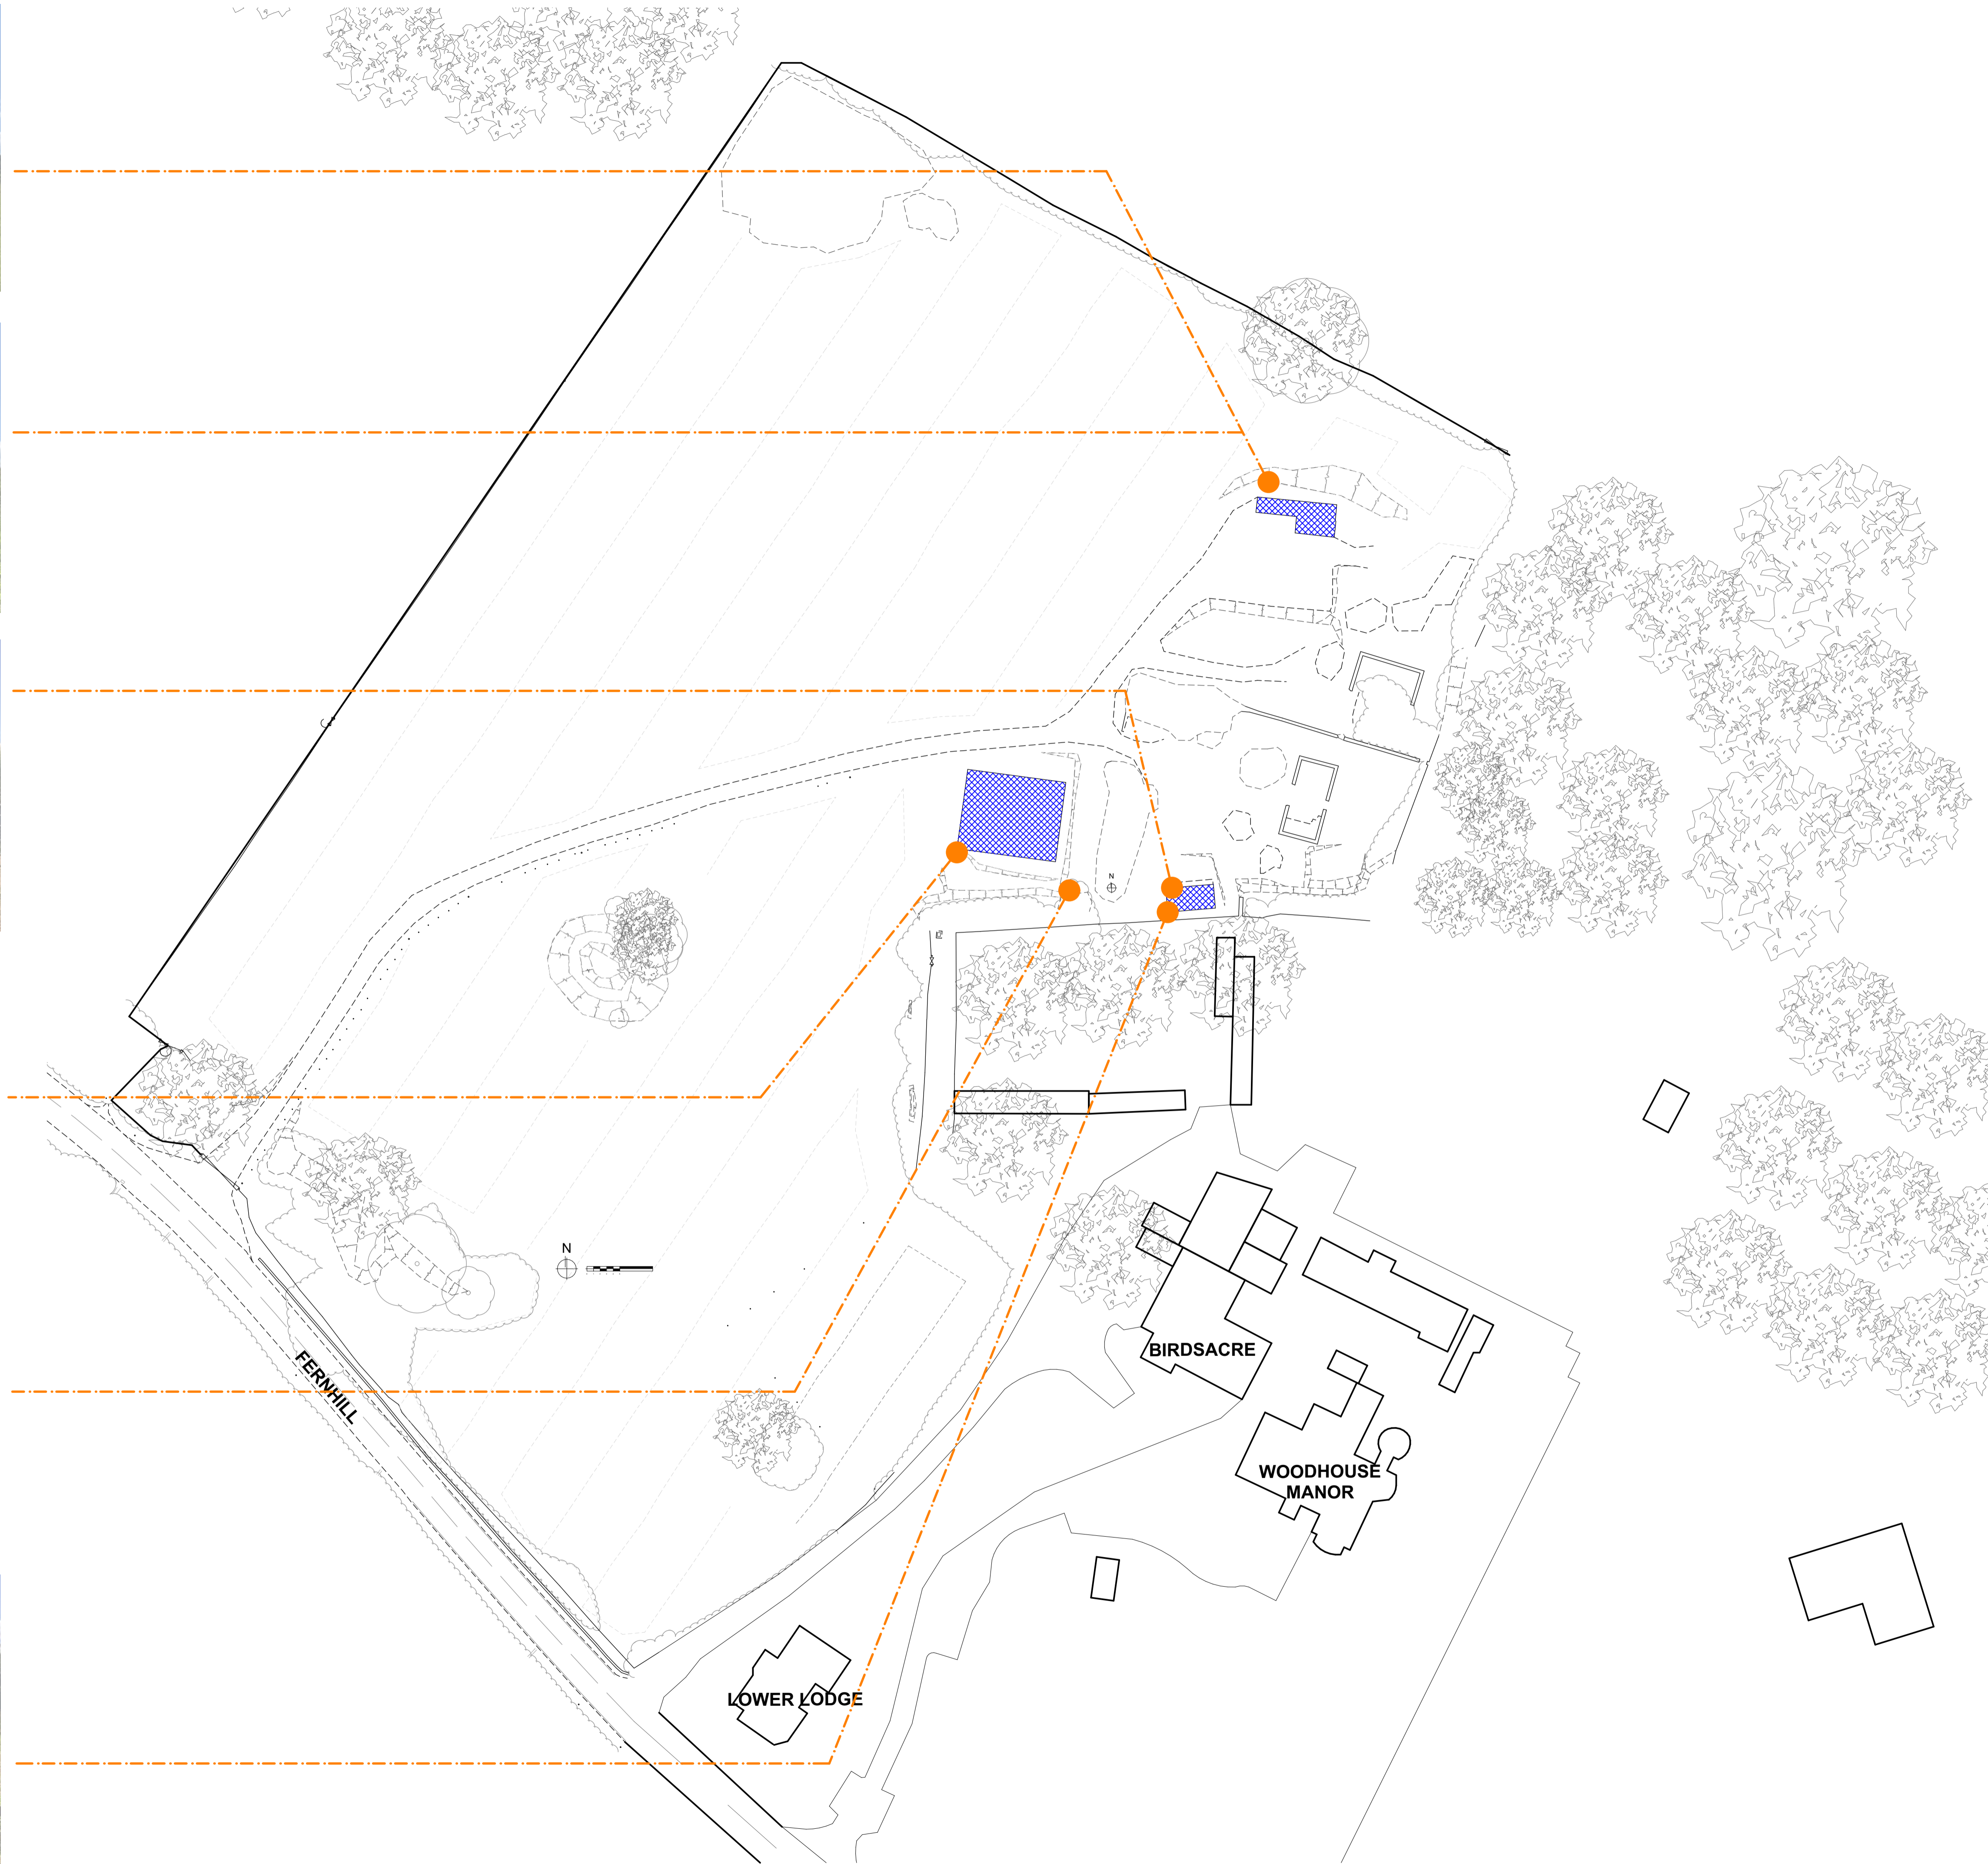 N
N
FERNHILL
BIRDSACRE
WOODHOUSE
MANOR
LOWER LODGE